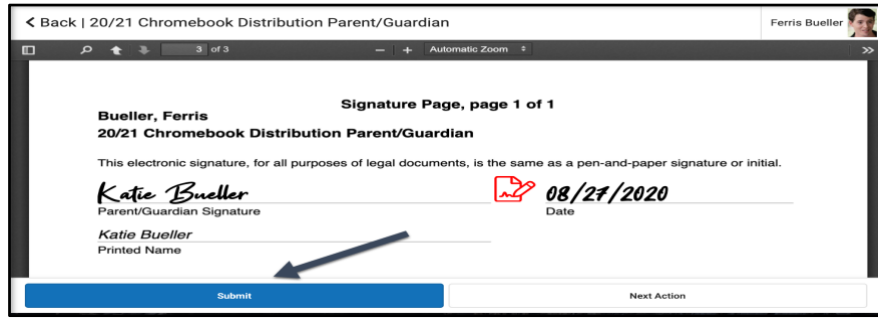 Back | 20/21 Chromebook Distribution Parent/Guardian
Ferris Bueller
3 of 3
Automatic Zoom
Signature Page, page 1 of 1
Bueller, Ferris
20/21 Chromebook Distribution Parent/Guardian
This electronic signature, for all purposes of legal documents, is the same as a pen-and-paper signature or initial.
Katie Bueller
08/27/2020
Parent/Guardian Signature
Date
Katie Bueller
Printed Name
Submit
Next Action